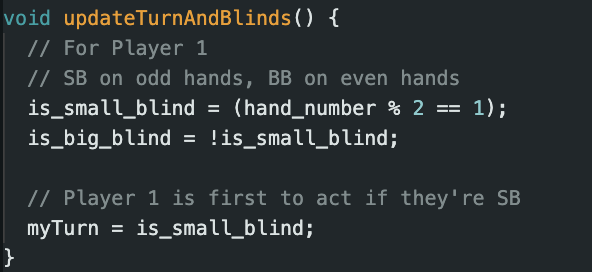 void updateTurnAndBlinds() {
  // For Player 1
  // SB on odd hands, BB on even hands
  is_small_blind = (hand_number % 2 == 1);
  is_big_blind = !is_small_blind;

  // Player 1 is first to act if they're SB
  myTurn = is_small_blind;
}